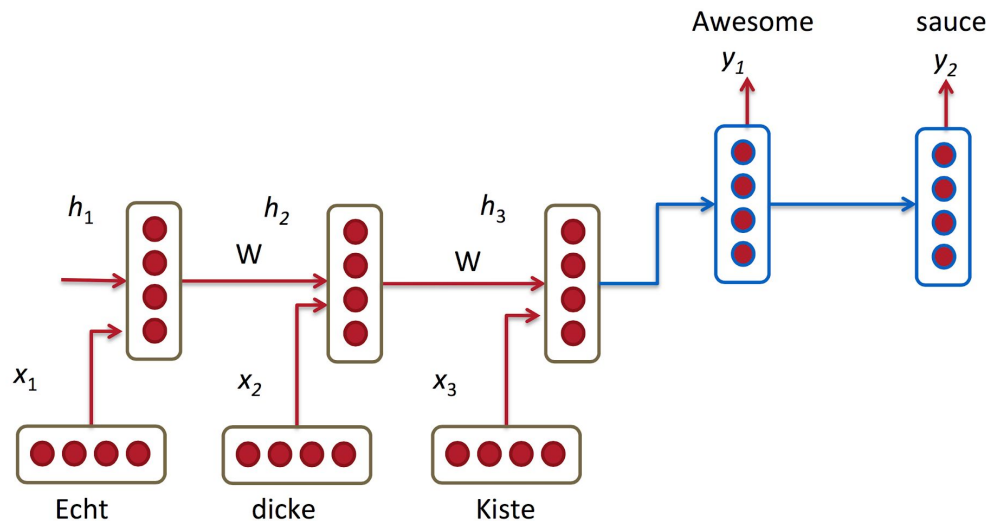 Awesome sauce
y1 y2
h1 h2 h3
W W
x1 x2 x3
Echt dicke Kiste